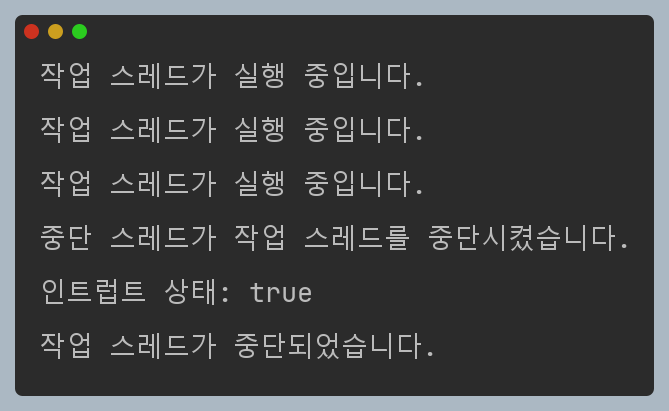 작업 스레드가 실행 중입니다.
작업 스레드가 실행 중입니다.
작업 스레드가 실행 중입니다.
중단 스레드가 작업 스레드를 중단시켰습니다.
인트럽트 상태: true
작업 스레드가 중단되었습니다.